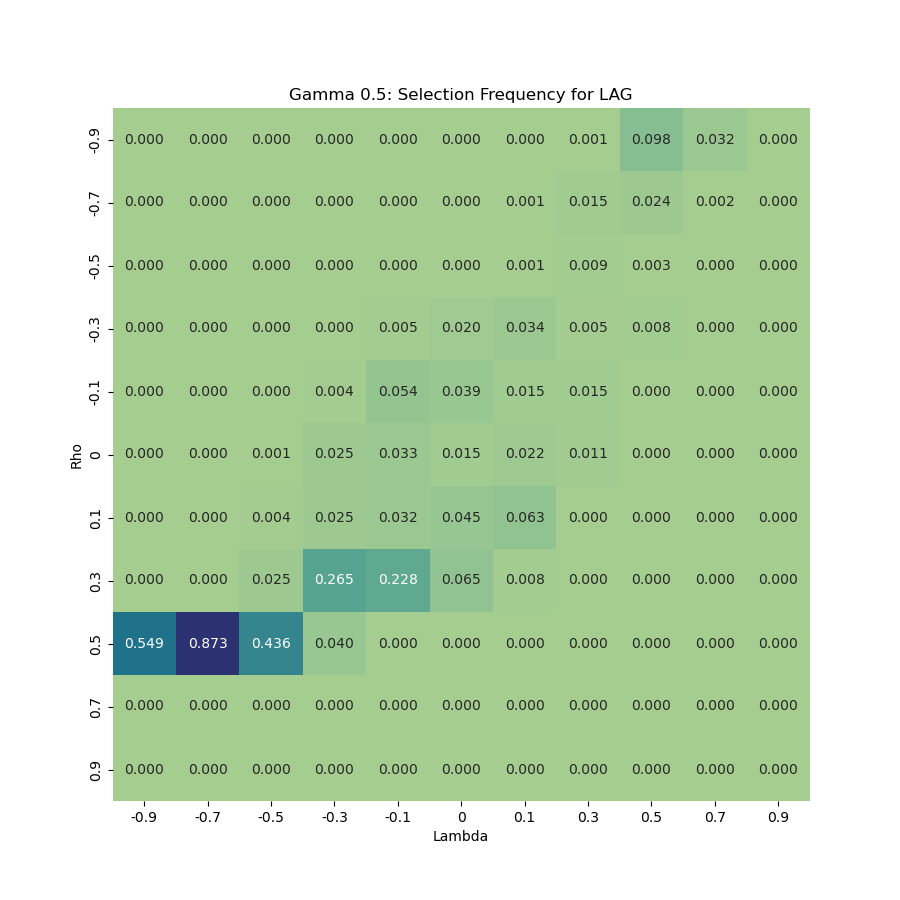 Gamma 0.5: Selection Frequency for LAG
-0.9 0.000 0.000 0.000 0.000 0.000 0.000 0.000 0.001 0.098 0.032 0.000
-0.7 0.000 0.000 0.000 0.000 0.000 0.000 0.001 0.015 0.024 0.002 0.000
-0.5 0.000 0.000 0.000 0.000 0.000 0.000 0.001 0.009 0.003 0.000 0.000
-0.3 0.000 0.000 0.000 0.000 0.005 0.020 0.034 0.005 0.008 0.000 0.000
-0.1 0.000 0.000 0.000 0.004 0.054 0.039 0.015 0.015 0.000 0.000 0.000
Rho
0 0.000 0.000 0.001 0.025 0.033 0.015 0.022 0.011 0.000 0.000 0.000
0.1 0.000 0.000 0.004 0.025 0.032 0.045 0.063 0.000 0.000 0.000 0.000
0.3 0.000 0.000 0.025 0.265 0.228 0.065 0.008 0.000 0.000 0.000 0.000
0.5 0.549 0.873 0.436 0.040 0.000 0.000 0.000 0.000 0.000 0.000 0.000
0.7 0.000 0.000 0.000 0.000 0.000 0.000 0.000 0.000 0.000 0.000 0.000
0.9 0.000 0.000 0.000 0.000 0.000 0.000 0.000 0.000 0.000 0.000 0.000
-0.9 -0.7 -0.5 -0.3 -0.1 0 0.1 0.3 0.5 0.7 0.9
Lambda